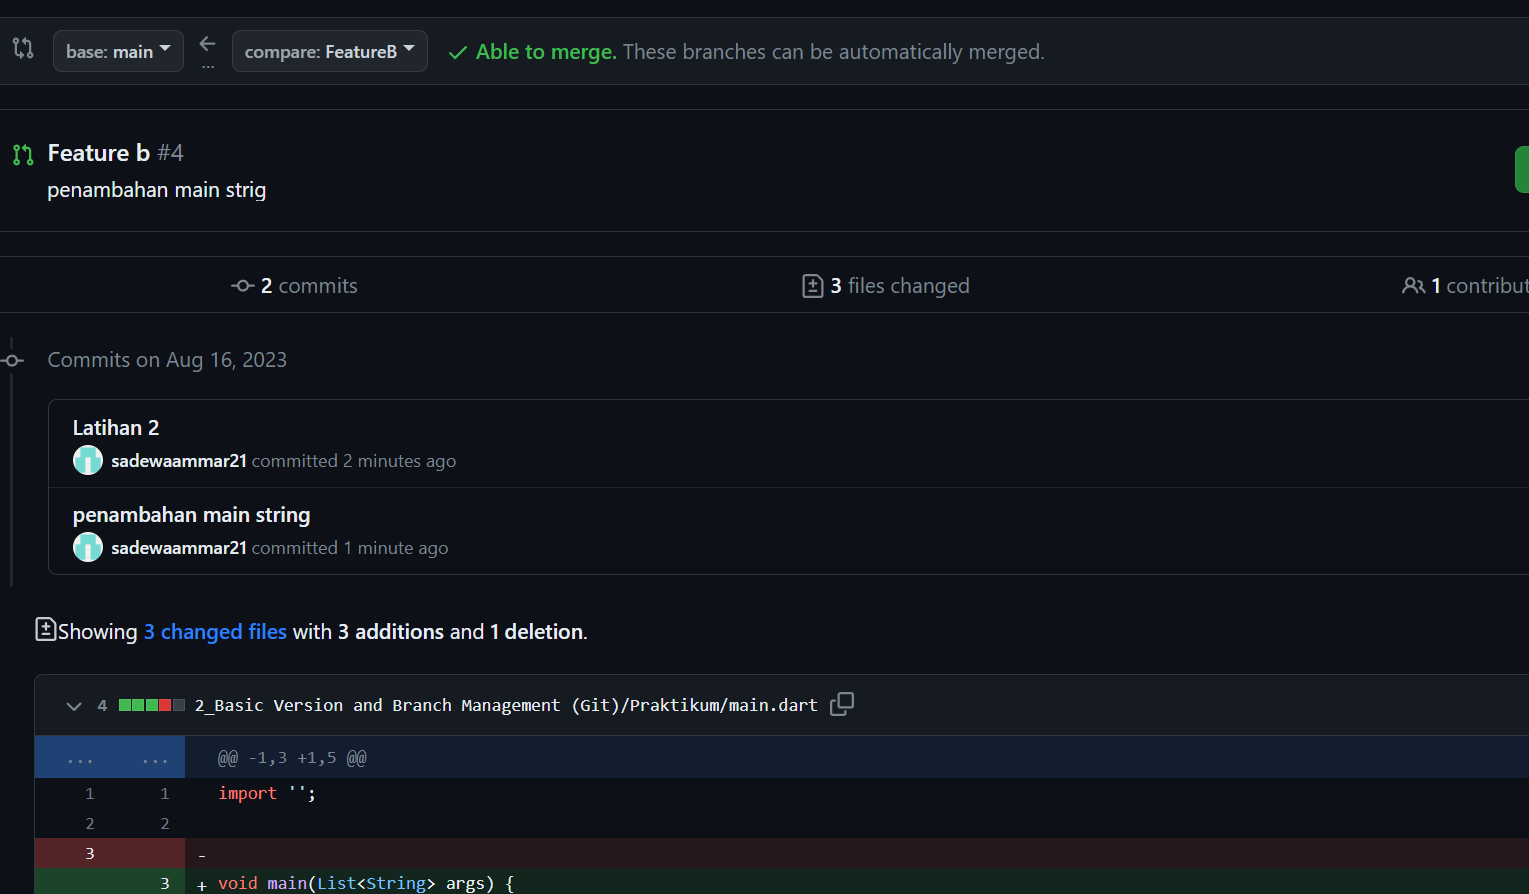 base: main ← ... compare: FeatureB ✓ Able to merge. These branches can be automatically merged.
Feature b #4
penambahan main strig
2 commits 3 files changed 1 contribut
Commits on Aug 16, 2023
Latihan 2
sadewaammar21 committed 2 minutes ago
penambahan main string
sadewaammar21 committed 1 minute ago
Showing 3 changed files with 3 additions and 1 deletion.
4 2_Basic Version and Branch Management (Git)/Praktikum/main.dart
... ... @@ -1,3 +1,5 @@
1 1 import '';
2 2
3 -
3 + void main(List<String> args) {